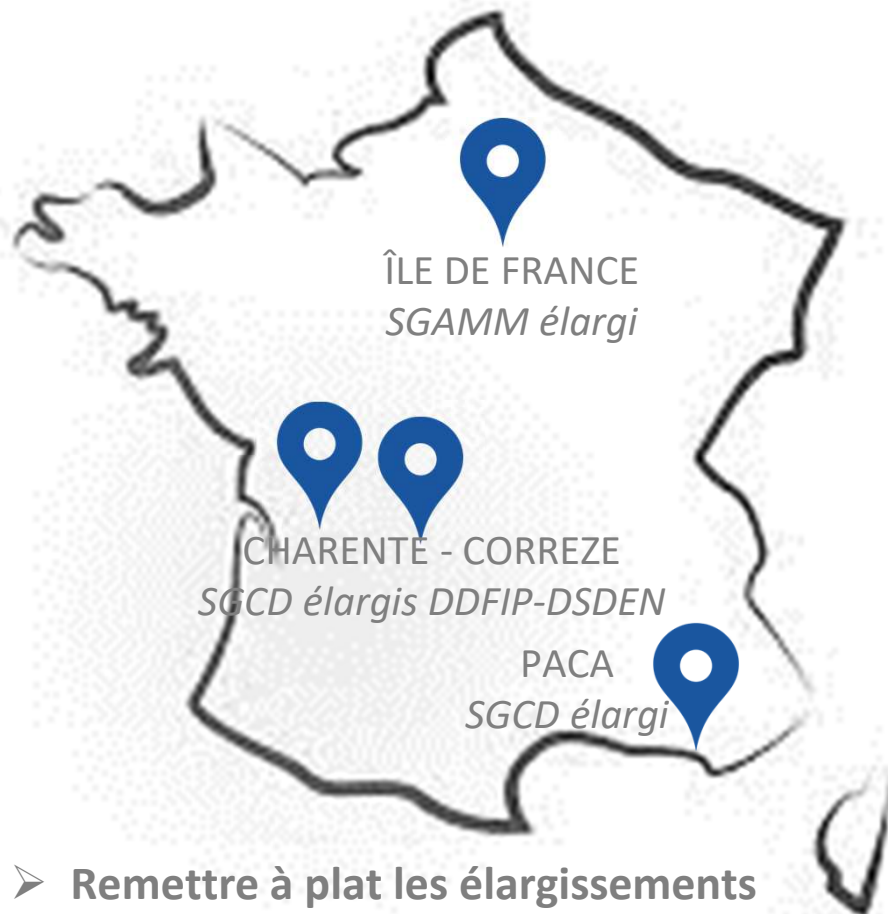 ÎLE DE FRANCE
SGAMM élargi
CHARENTE - CORREZE
SGCD élargis DDFIP-DSDEN
PACA
SGCD élargi
➢ Remettre à plat les élargissements